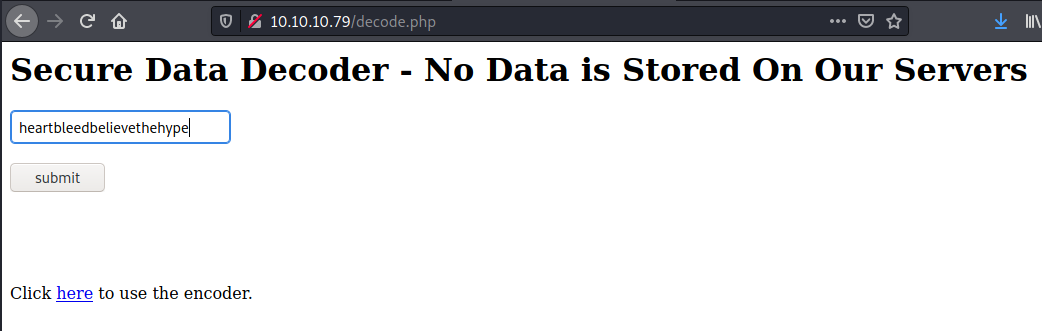 10.10.10.79/decode.php
Secure Data Decoder - No Data is Stored On Our Servers
heartbleedbelievethehype
submit
Click here to use the encoder.